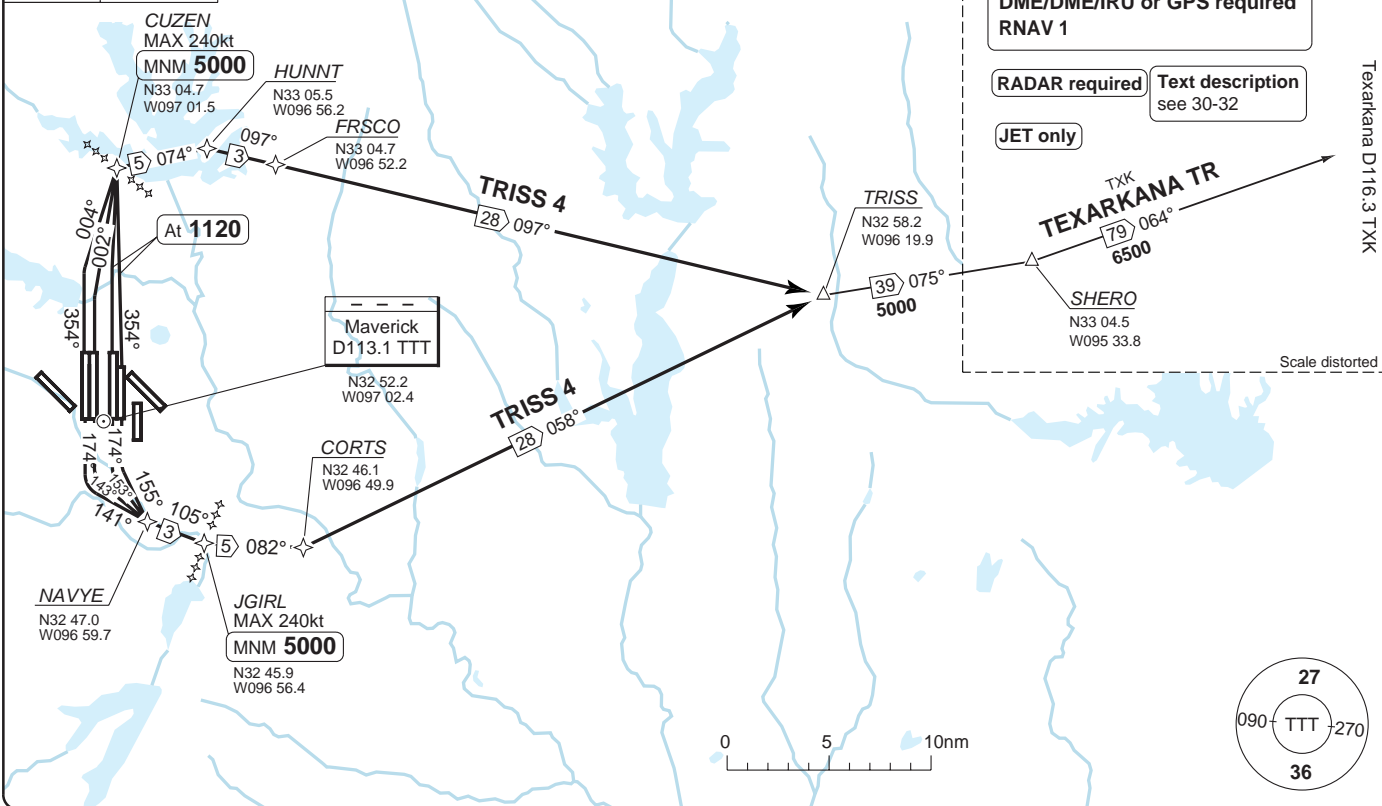 DME/DME/IRU or GPS required
RNAV 1
RADAR required
Text description
see 30-32
JET only
Texarkana D116.3 TXK
CUZEN
MAX 240kt
MNM 5000
N33 04.7
W097 01.5
HUNNT
N33 05.5
W096 56.2
FRSCO
N33 04.7
W096 52.2
5 074°
3
097°
TRISS 4
28 097°
004°
002°
At 1120
354°
354°
TRISS
N32 58.2
W096 19.9
39 075°
5000
TXK
TEXARKANA TR
79 064°
6500
SHERO
N33 04.5
W095 33.8
Scale distorted
Maverick
D113.1 TTT
N32 52.2
W097 02.4
TRISS 4
28 058°
CORTS
N32 46.1
W096 49.9
174°
174°
143°
153°
155°
141°
105°
3
5 082°
NAVYE
N32 47.0
W096 59.7
JGIRL
MAX 240kt
MNM 5000
N32 45.9
W096 56.4
0 5 10nm
27
090 TTT 270
36